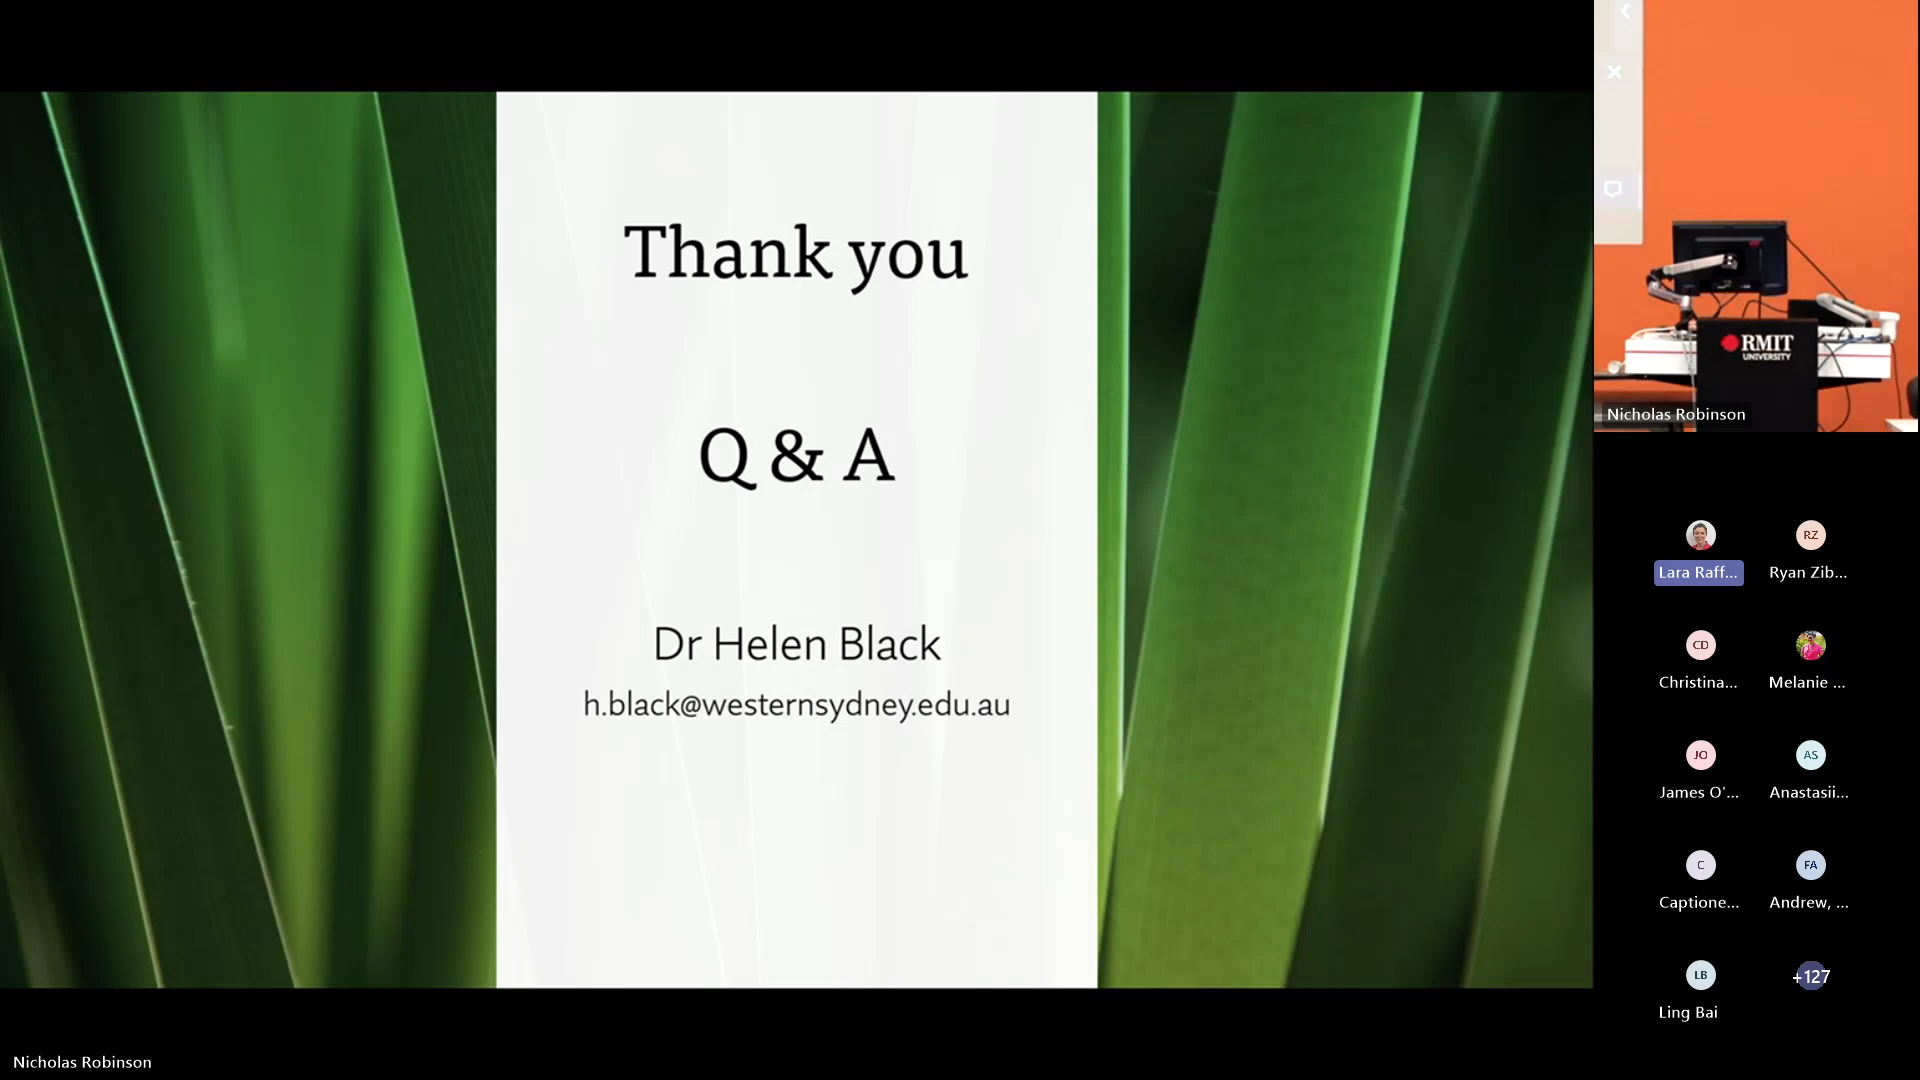 Thank you
Q & A
Dr Helen Black
h.black@westernsydney.edu.au
RMIT
UNIVERSITY
Nicholas Robinson
Lara Raff...
RZ
Ryan Zib...
CD
Christina...
Melanie ...
JO
James O'...
AS
Anastasii...
C
Captione...
FA
Andrew, ...
LB
Ling Bai
+127
Nicholas Robinson